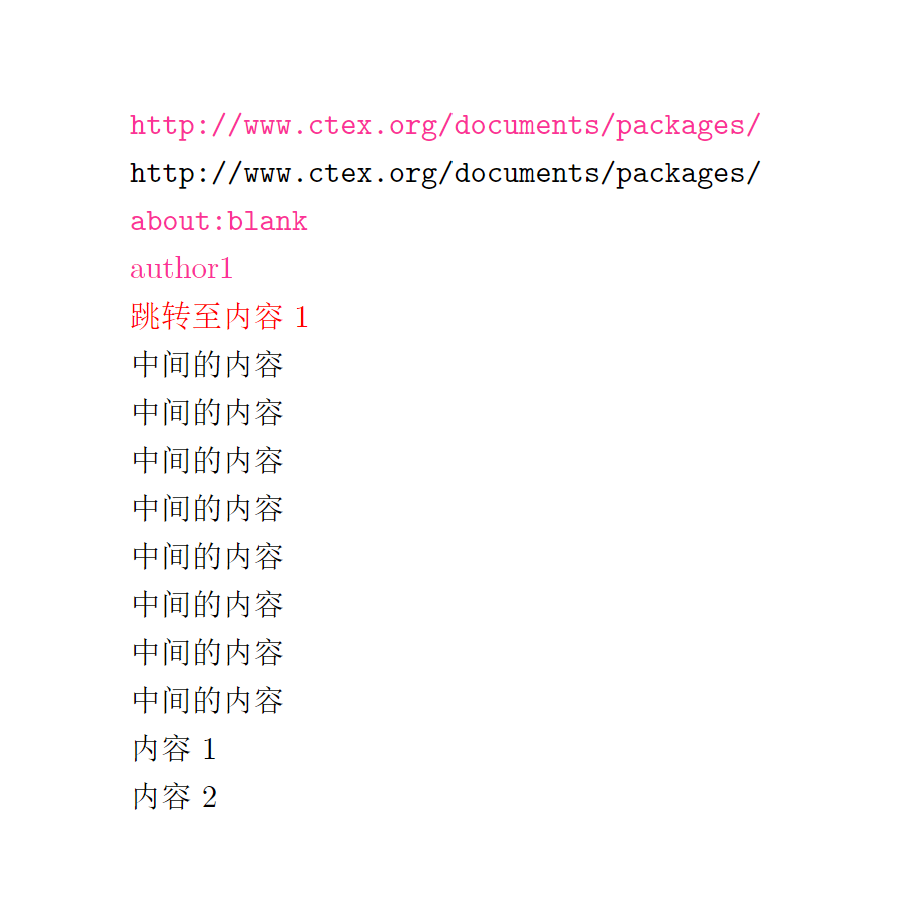 http://www.ctex.org/documents/packages/
http://www.ctex.org/documents/packages/
about:blank
author1
跳转至内容 1
中间的内容
中间的内容
中间的内容
中间的内容
中间的内容
中间的内容
中间的内容
中间的内容
内容 1
内容 2